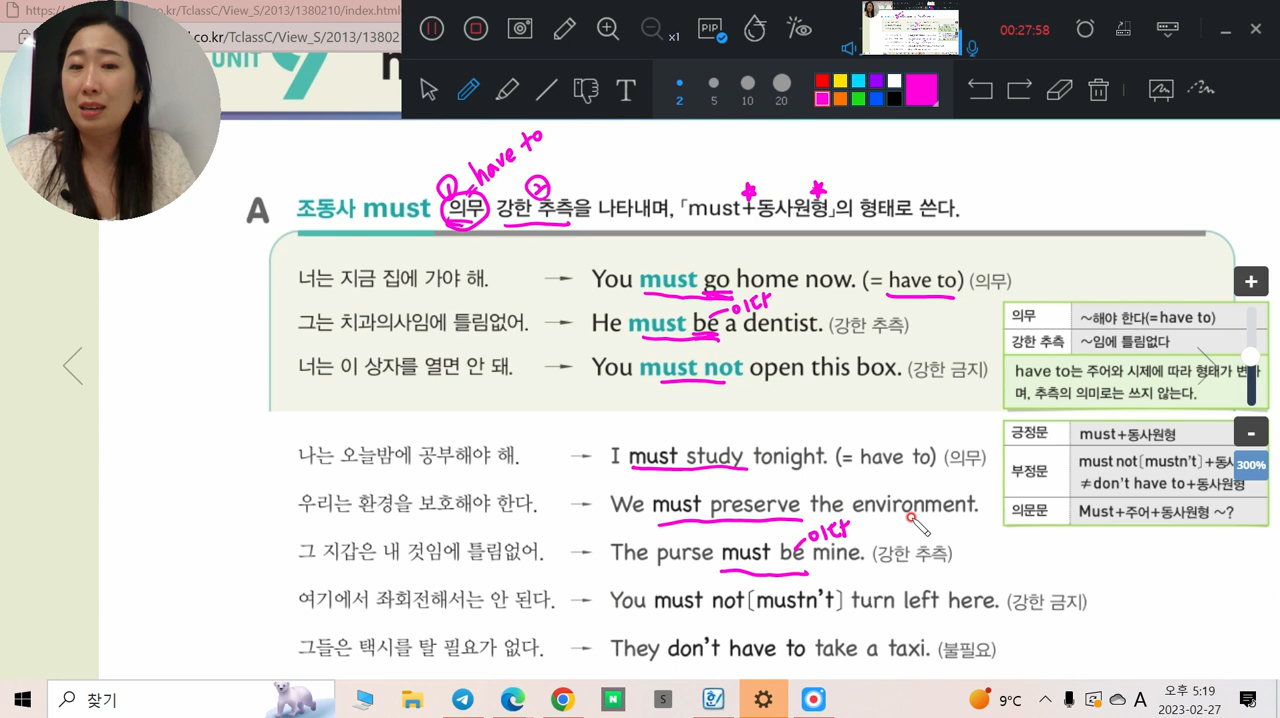 https://cdata2.tsherpa.co.kr/TclassC/View_S/2013/1380210/index.html
00:27:58
PIP
T
2 5 10 20
① = have to
②
A 조동사 must 의무 강한 추측을 나타내며, 「must+동사원형」의 형태로 쓴다.
너는 지금 집에 가야 해. → You must go home now. (= have to) (의무)
이다
그는 치과의사임에 틀림없어. → He must be a dentist. (강한 추측)
너는 이 상자를 열면 안 돼. → You must not open this box. (강한 금지)
의무 ~해야 한다(=have to)
강한 추측 ~임에 틀림없다
have to는 주어와 시제에 따라 형태가 변
며, 추측의 의미로는 쓰지 않는다.
나는 오늘밤에 공부해야 해. → I must study tonight. (= have to) (의무)
우리는 환경을 보호해야 한다. → We must preserve the environment.
이다
그 지갑은 내 것임에 틀림없어. → The purse must be mine. (강한 추측)
여기에서 좌회전해서는 안 된다. → You must not[mustn't] turn left here. (강한 금지)
그들은 택시를 탈 필요가 없다. → They don't have to take a taxi. (불필요)
긍정문 must+동사원형
부정문 must not[mustn't]+동사
≠don't have to+동사원형
의문문 Must+주어+동사원형 ~?
+
-
300%
찾기
N
S
9°C
A
오후 5:19
2023-02-27